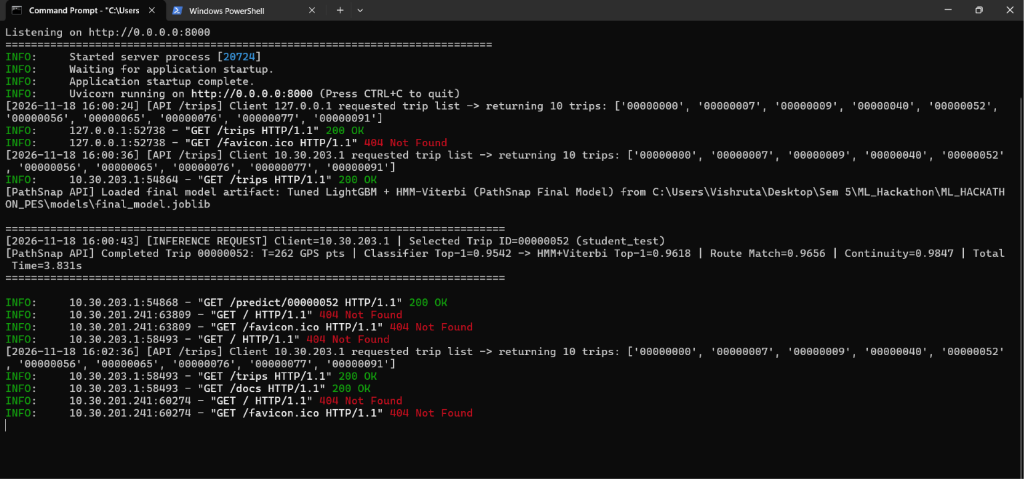 Command Prompt - "C:\Users
Windows PowerShell
Listening on http://0.0.0.0:8000
============================================================================
INFO:     Started server process [20724]
INFO:     Waiting for application startup.
INFO:     Application startup complete.
INFO:     Uvicorn running on http://0.0.0.0:8000 (Press CTRL+C to quit)
[2026-11-18 16:00:24] [API /trips] Client 127.0.0.1 requested trip list -> returning 10 trips: ['00000000', '00000007', '00000009', '00000040', '00000052',
'00000056', '00000065', '00000076', '00000077', '00000091']
INFO:     127.0.0.1:52738 - "GET /trips HTTP/1.1" 200 OK
INFO:     127.0.0.1:52738 - "GET /favicon.ico HTTP/1.1" 404 Not Found
[2026-11-18 16:00:36] [API /trips] Client 10.30.203.1 requested trip list -> returning 10 trips: ['00000000', '00000007', '00000009', '00000040', '00000052'
, '00000056', '00000065', '00000076', '00000077', '00000091']
INFO:     10.30.203.1:54864 - "GET /trips HTTP/1.1" 200 OK
[PathSnap API] Loaded final model artifact: Tuned LightGBM + HMM-Viterbi (PathSnap Final Model) from C:\Users\Vishruta\Desktop\Sem 5\ML_Hackathon\ML_HACKATH
ON_PES\models\final_model.joblib
==============================================================================
[2026-11-18 16:00:43] [INFERENCE REQUEST] Client=10.30.203.1 | Selected Trip ID=00000052 (student_test)
[PathSnap API] Completed Trip 00000052: T=262 GPS pts | Classifier Top-1=0.9542 -> HMM+Viterbi Top-1=0.9618 | Route Match=0.9656 | Continuity=0.9847 | Total
 Time=3.831s
==============================================================================
INFO:     10.30.203.1:54868 - "GET /predict/00000052 HTTP/1.1" 200 OK
INFO:     10.30.201.241:63809 - "GET / HTTP/1.1" 404 Not Found
INFO:     10.30.201.241:63809 - "GET /favicon.ico HTTP/1.1" 404 Not Found
INFO:     10.30.203.1:58493 - "GET / HTTP/1.1" 404 Not Found
[2026-11-18 16:02:36] [API /trips] Client 10.30.203.1 requested trip list -> returning 10 trips: ['00000000', '00000007', '00000009', '00000040', '00000052'
, '00000056', '00000065', '00000076', '00000077', '00000091']
INFO:     10.30.203.1:58493 - "GET /trips HTTP/1.1" 200 OK
INFO:     10.30.203.1:58493 - "GET /docs HTTP/1.1" 200 OK
INFO:     10.30.201.241:60274 - "GET / HTTP/1.1" 404 Not Found
INFO:     10.30.201.241:60274 - "GET /favicon.ico HTTP/1.1" 404 Not Found